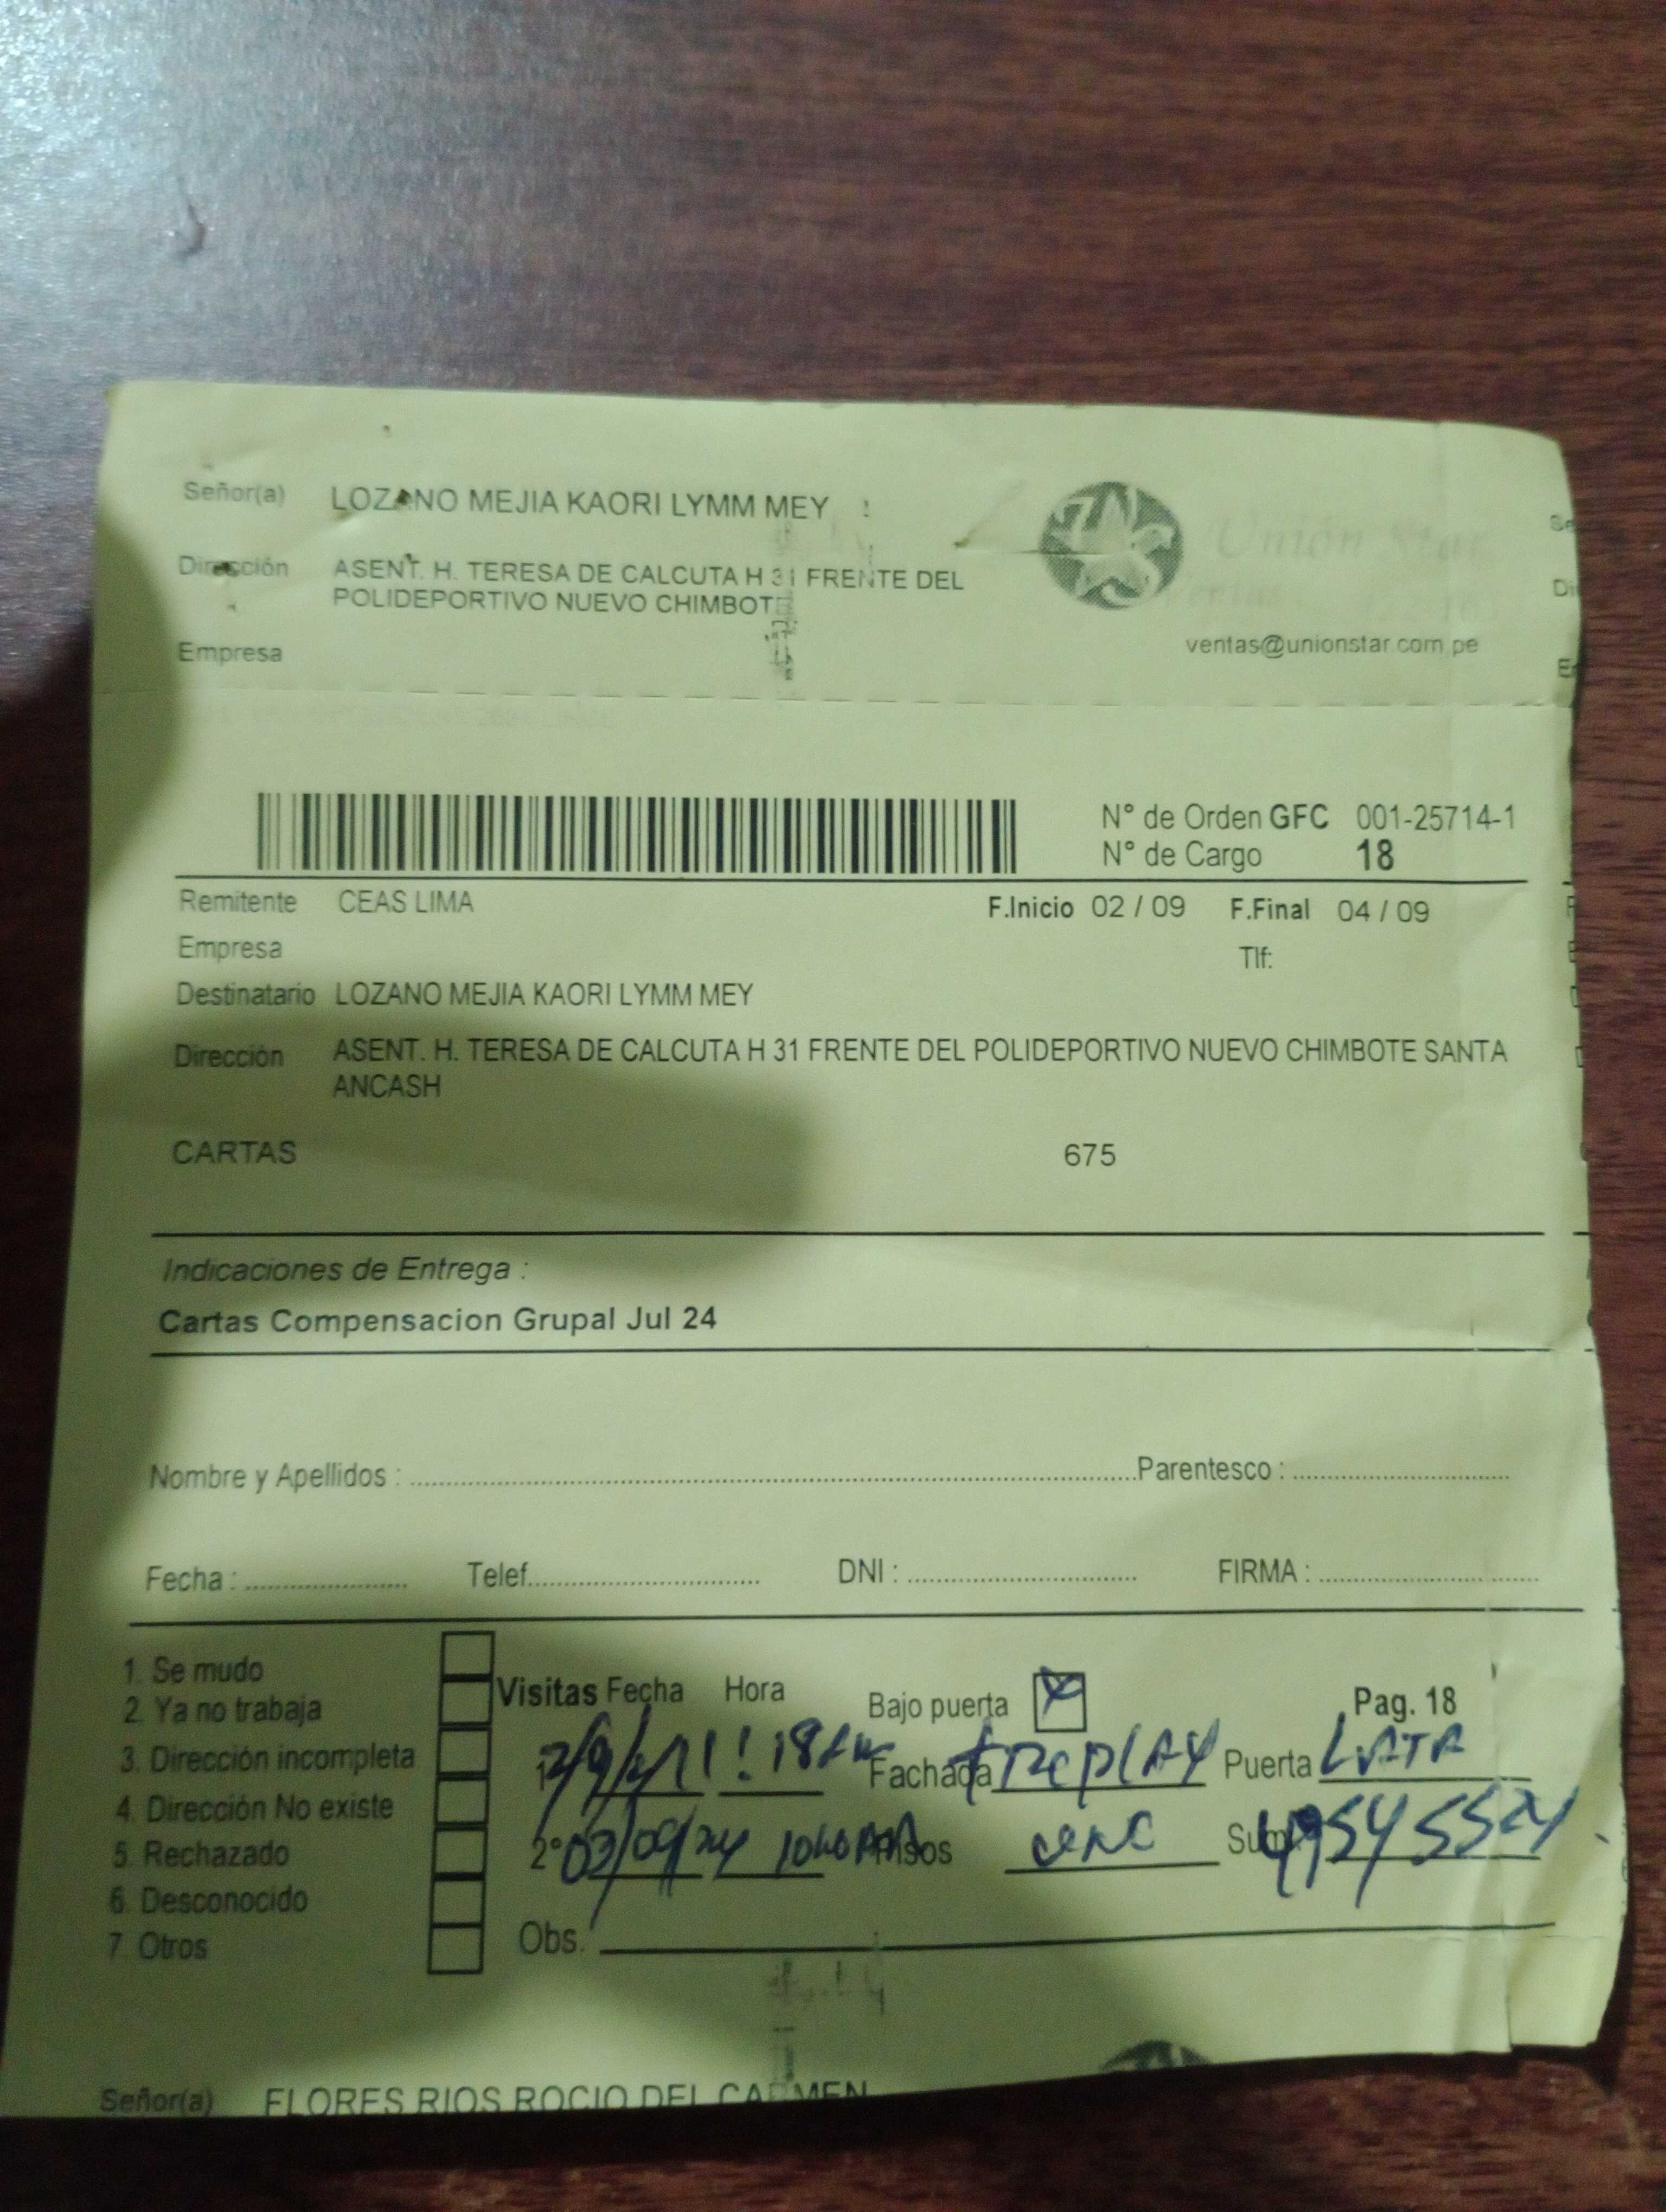 Señor(a) LOZANO MEJIA KAORI LYMM MEY
Unión Star
Dirección ASENT. H. TERESA DE CALCUTA H 31 FRENTE DEL
POLIDEPORTIVO NUEVO CHIMBOTE
Empresa
ventas@unionstar.com.pe
N° de Orden GFC 001-25714-1
N° de Cargo 18
Remitente CEAS LIMA F.Inicio 02 / 09 F.Final 04 / 09
Empresa Tlf:
Destinatario LOZANO MEJIA KAORI LYMM MEY
Dirección ASENT. H. TERESA DE CALCUTA H 31 FRENTE DEL POLIDEPORTIVO NUEVO CHIMBOTE SANTA
ANCASH
CARTAS 675
Indicaciones de Entrega :
Cartas Compensacion Grupal Jul 24
Nombre y Apellidos : Parentesco :
Fecha : Telef. DNI : FIRMA :
1. Se mudo
2. Ya no trabaja
3. Dirección incompleta
4. Dirección No existe
5. Rechazado
6. Desconocido
7 Otros
Visitas Fecha Hora Bajo puerta X Pag. 18
Fachada Puerta LATA
2° 03/09/24 Pisos Sum.
Obs.
Señor(a) FLORES RIOS ROCIO DEL CARMEN